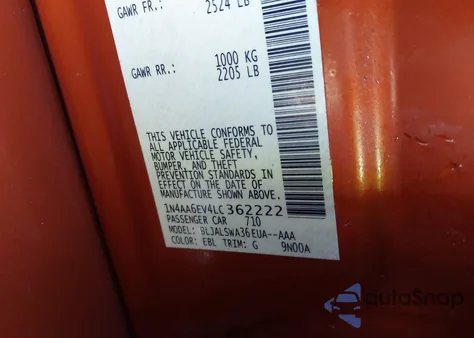 GAWR FR.: 2524 LB
1000 KG
GAWR RR.: 2205 LB
THIS VEHICLE CONFORMS TO
ALL APPLICABLE FEDERAL
MOTOR VEHICLE SAFETY,
BUMPER, AND THEFT
PREVENTION STANDARDS IN
EFFECT ON THE DATE OF
MANUFACTURE SHOWN ABOVE.
1N4AA6EV4LC362222
PASSENGER CAR 710
MODEL: BLJALSWA36EUA--AAA
COLOR: EBL TRIM: G 9N00A
autoSnap